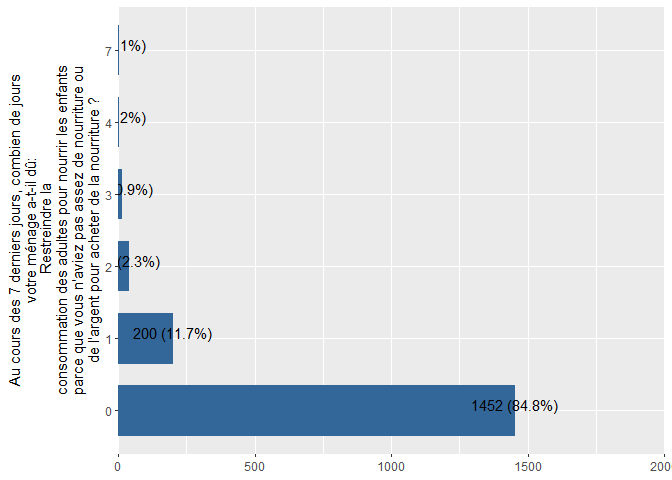 Au cours des 7 derniers jours, combien de jours
votre ménage a-t-il dû:
Restreindre la
consommation des adultes pour nourrir les enfants
parce que vous n'aviez pas assez de nourriture ou
de l'argent pour acheter de la nourriture ?
7 1%)
4 2%)
3 0.9%)
2 (2.3%)
1 200 (11.7%)
0 1452 (84.8%)
0 500 1000 1500 200